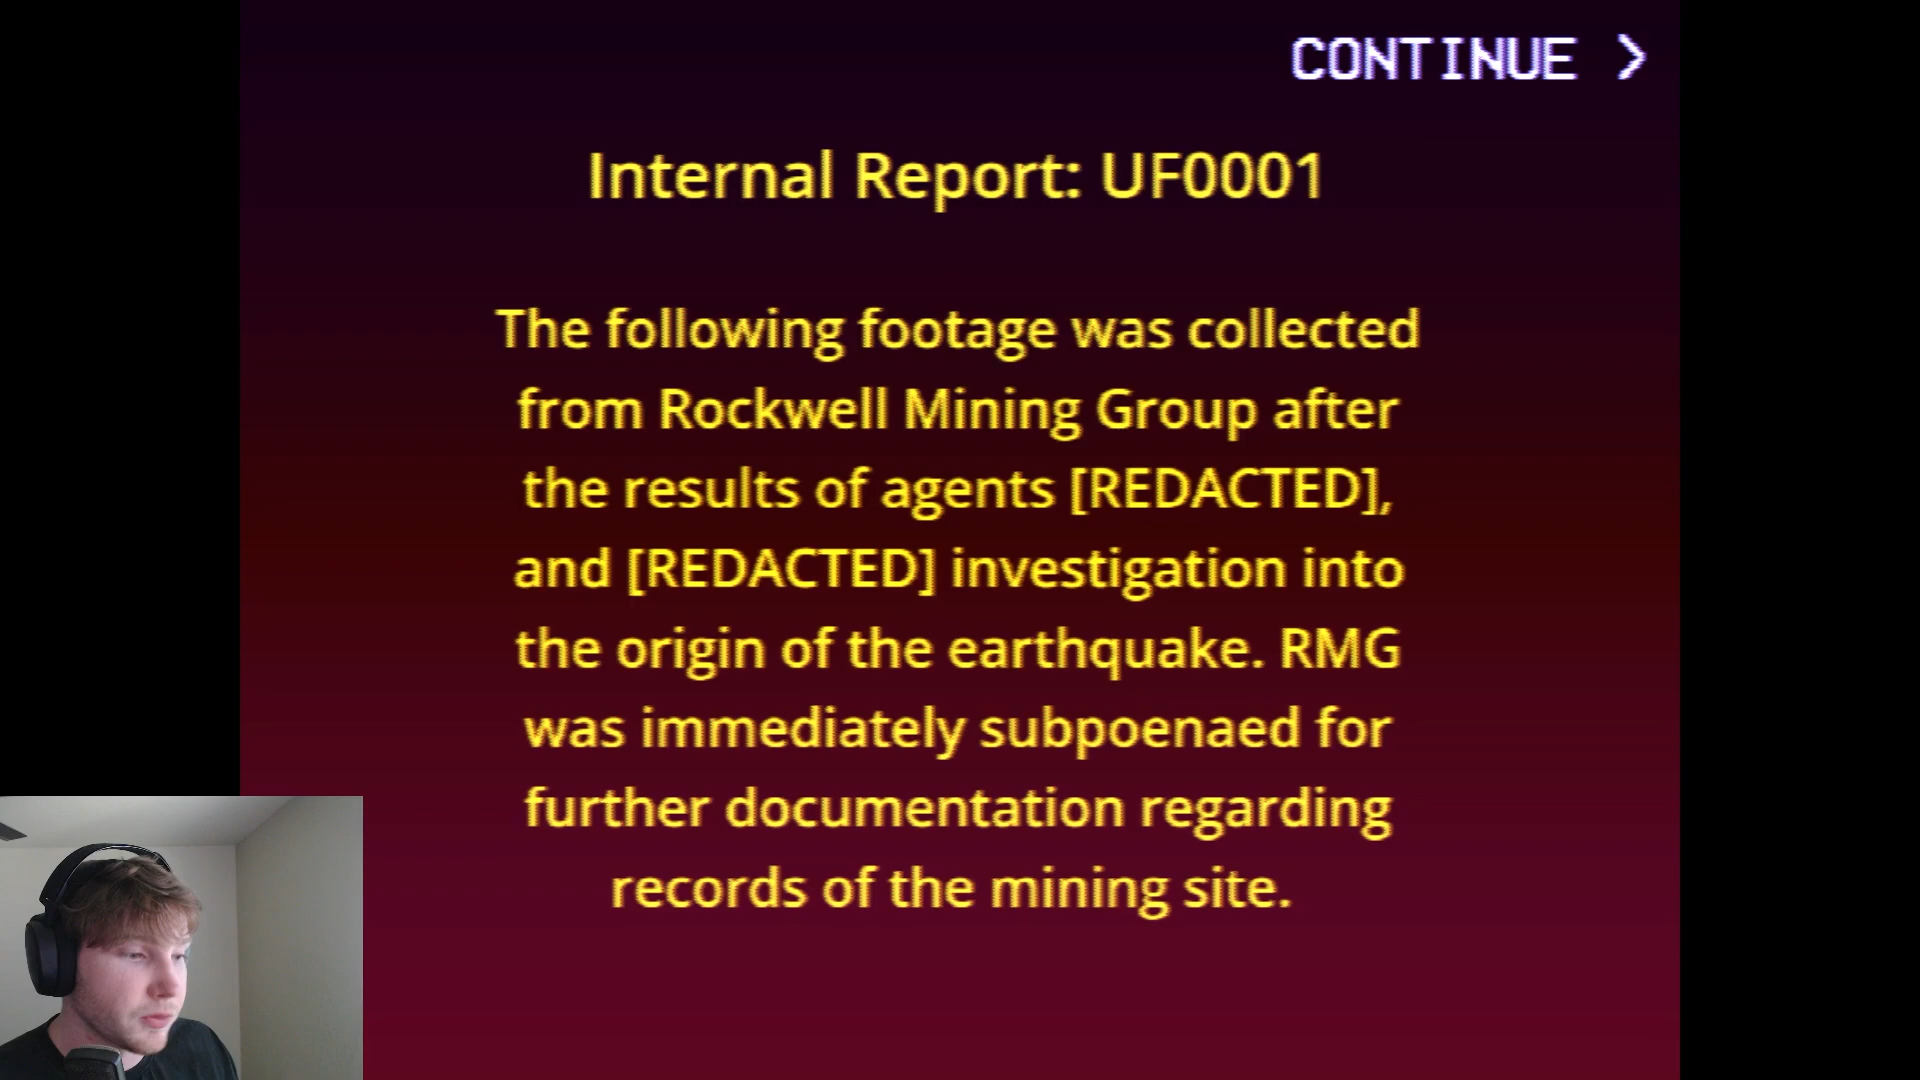 CONTINUE >
Internal Report: UF0001
The following footage was collected
from Rockwell Mining Group after
the results of agents [REDACTED],
and [REDACTED] investigation into
the origin of the earthquake. RMG
was immediately subpoenaed for
further documentation regarding
records of the mining site.